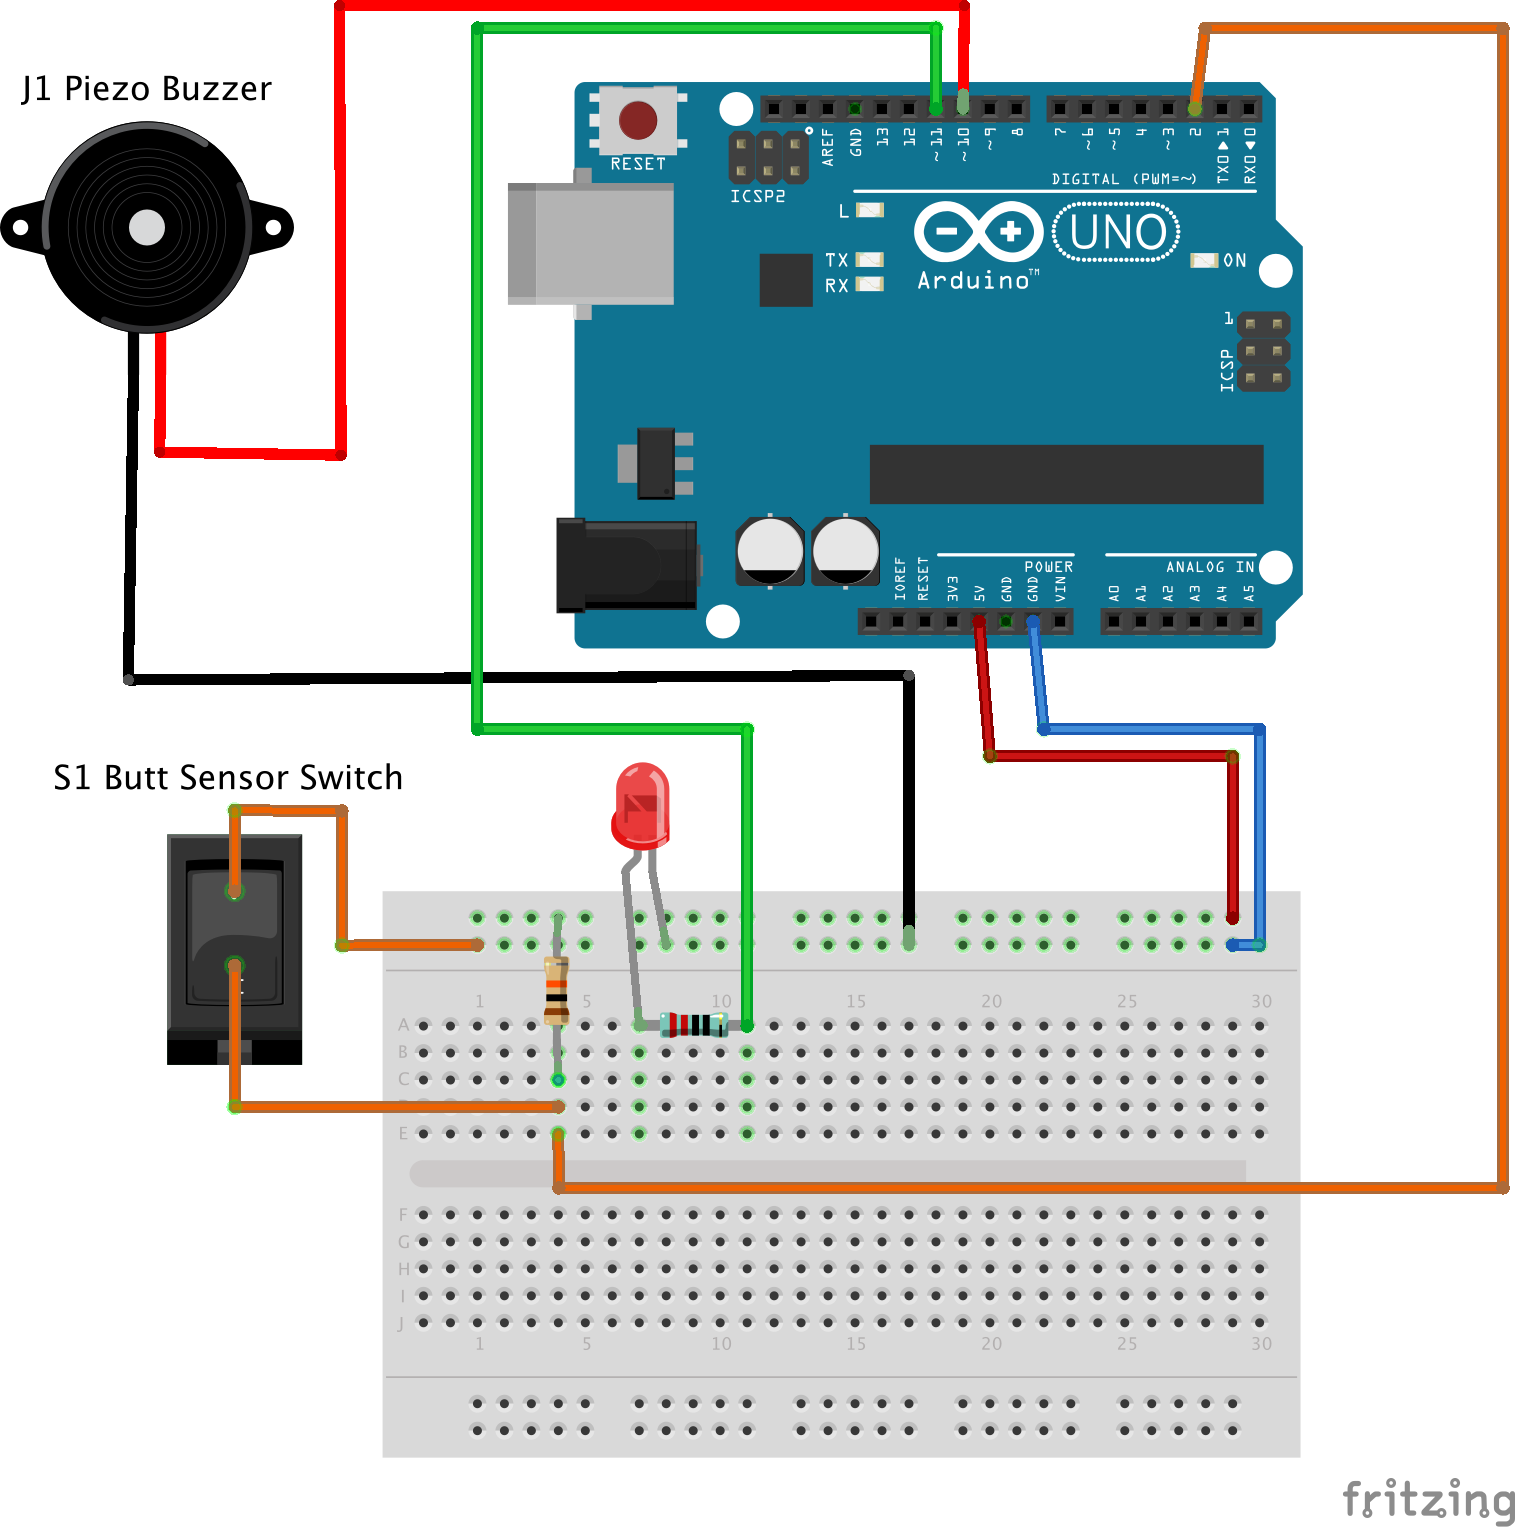 J1 Piezo Buzzer
RESET
ICSP2
AREF
GND
13
12
~11
~10
~9
8
7
~6
~5
4
~3
2
TX0▶1
RX0◀0
DIGITAL (PWM=~)
L
TX
RX
UNO
Arduino™
ON
1
ICSP
POWER
ANALOG IN
IOREF
RESET
3V3
5V
GND
GND
VIN
A0
A1
A2
A3
A4
A5
S1 Butt Sensor Switch
1 5 10 15 20 25 30
A
B
C
E
F
G
H
I
J
1 5 10 15 20 25 30
fritzing